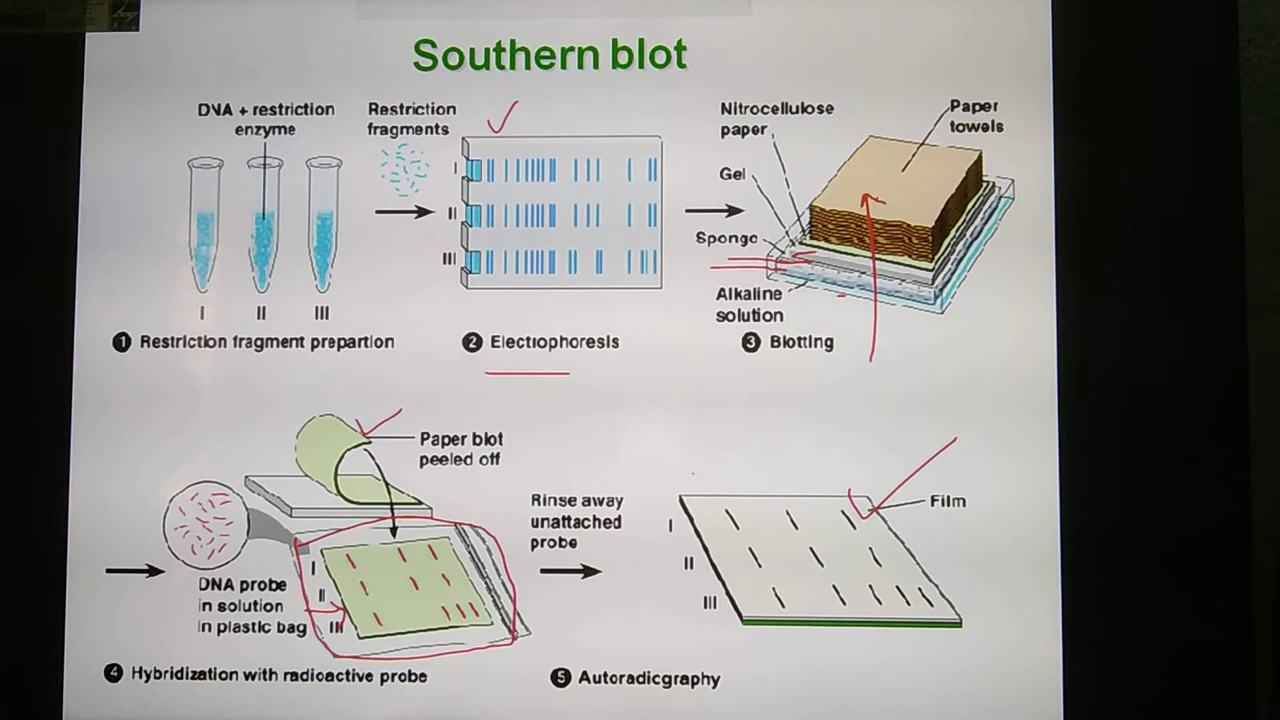 Southern blot
DNA + restriction
enzyme
Restriction
fragments
I
II
III
I
II
III
1 Restriction fragment prepartion
2 Electrophoresis
Nitrocellulose
paper
Gel
Sponge
Alkaline
solution
Paper
towels
3 Blotting
Paper blot
peeled off
DNA probe
in solution
in plastic bag
I
II
III
4 Hybridization with radioactive probe
Rinse away
unattached
probe
I
II
III
Film
5 Autoradicgraphy